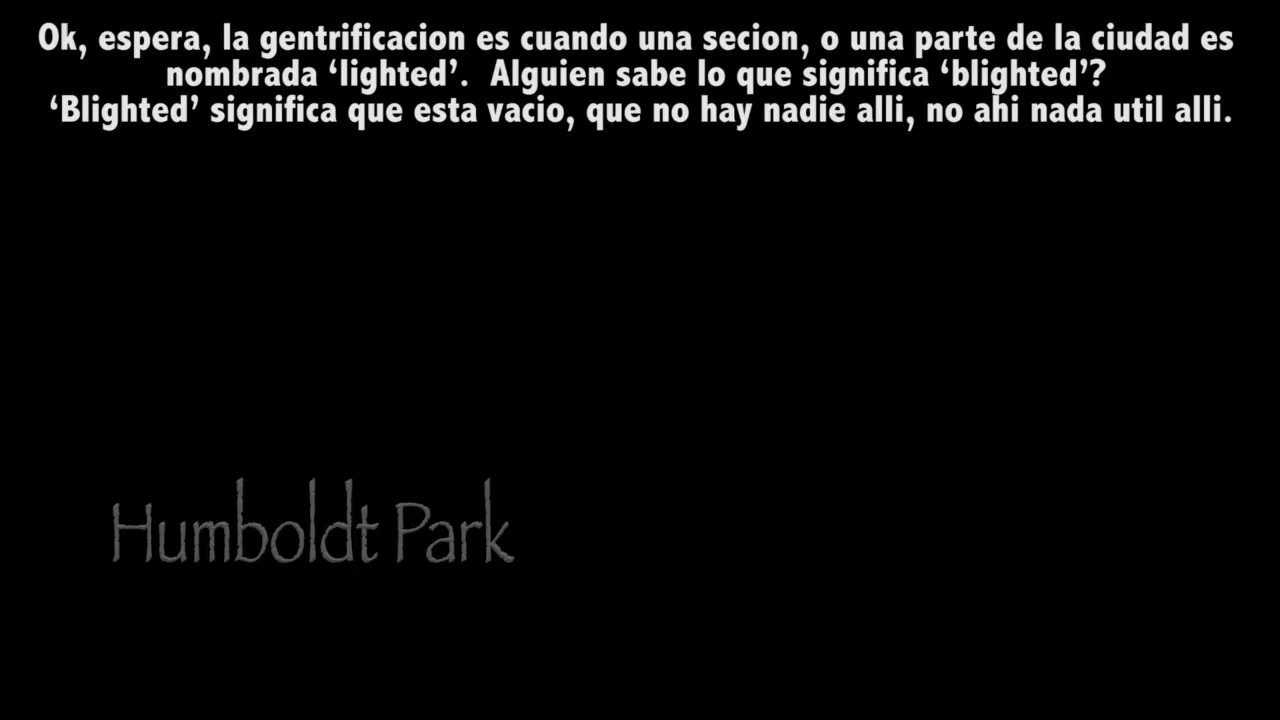 Ok, espera, la gentrificacion es cuando una secion, o una parte de la ciudad es
nombrada ‘lighted’.  Alguien sabe lo que significa ‘blighted’?
‘Blighted’ significa que esta vacio, que no hay nadie alli, no ahi nada util alli.
Humboldt Park